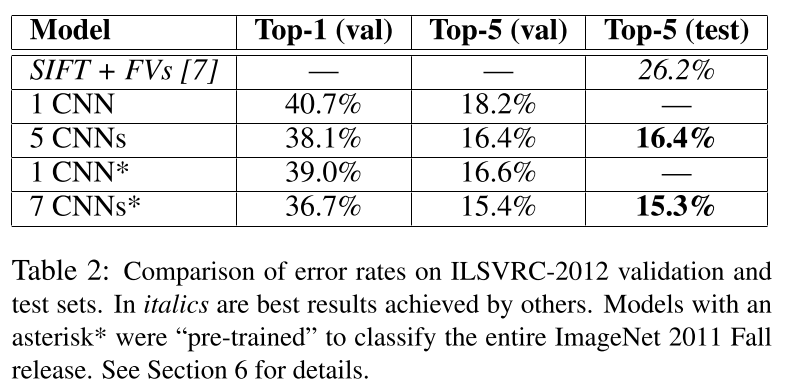 Model Top-1 (val) Top-5 (val) Top-5 (test)
SIFT + FVs [7] — — 26.2%
1 CNN 40.7% 18.2% —
5 CNNs 38.1% 16.4% 16.4%
1 CNN* 39.0% 16.6% —
7 CNNs* 36.7% 15.4% 15.3%
Table 2: Comparison of error rates on ILSVRC-2012 validation and
test sets. In italics are best results achieved by others. Models with an
asterisk* were “pre-trained” to classify the entire ImageNet 2011 Fall
release. See Section 6 for details.